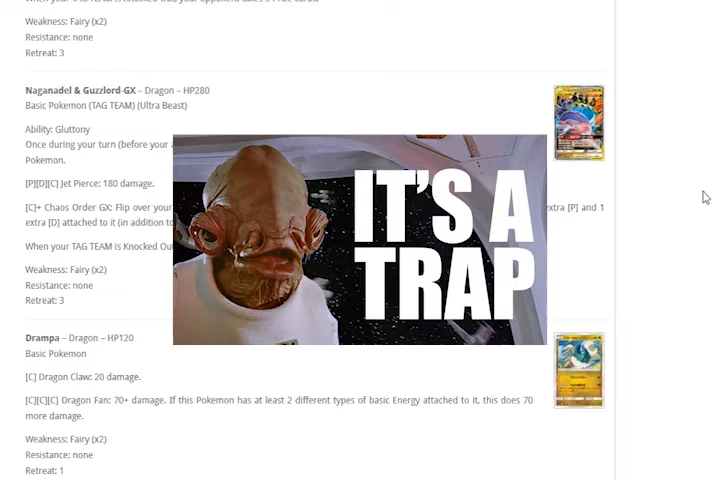 Weakness: Fairy (x2)
Resistance: none
Retreat: 3
Naganadel & Guzzlord-GX – Dragon – HP280
Basic Pokemon (TAG TEAM) (Ultra Beast)
Ability: Gluttony
Once during your turn (before your
Pokemon.
[P][D][C] Jet Pierce: 180 damage.
[C]+ Chaos Order GX: Flip over your extra [P] and 1
extra [D] attached to it (in addition to
When your TAG TEAM is Knocked Out
Weakness: Fairy (x2)
Resistance: none
Retreat: 3
IT'S A
TRAP
Drampa – Dragon – HP120
Basic Pokemon
[C] Dragon Claw: 20 damage.
[C][C][C] Dragon Fan: 70+ damage. If this Pokemon has at least 2 different types of basic Energy attached to it, this does 70
more damage.
Weakness: Fairy (x2)
Resistance: none
Retreat: 1